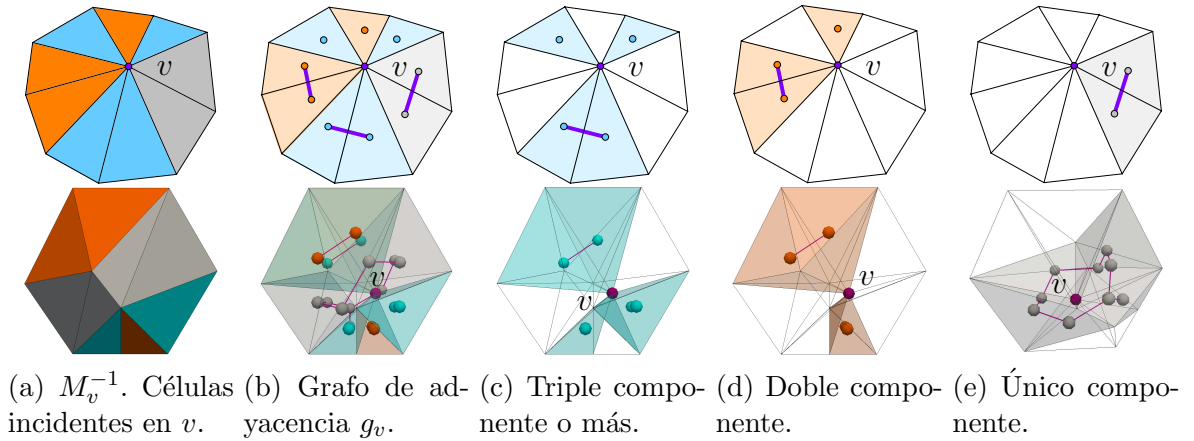 v
v
v
v
v
v
v
v
v
(a) $M_v^{-1}$. Células
incidentes en $v$.
(b) Grafo de ad-
yacencia $g_v$.
(c) Triple compo-
nente o más.
(d) Doble compo-
nente.
(e) Único compo-
nente.